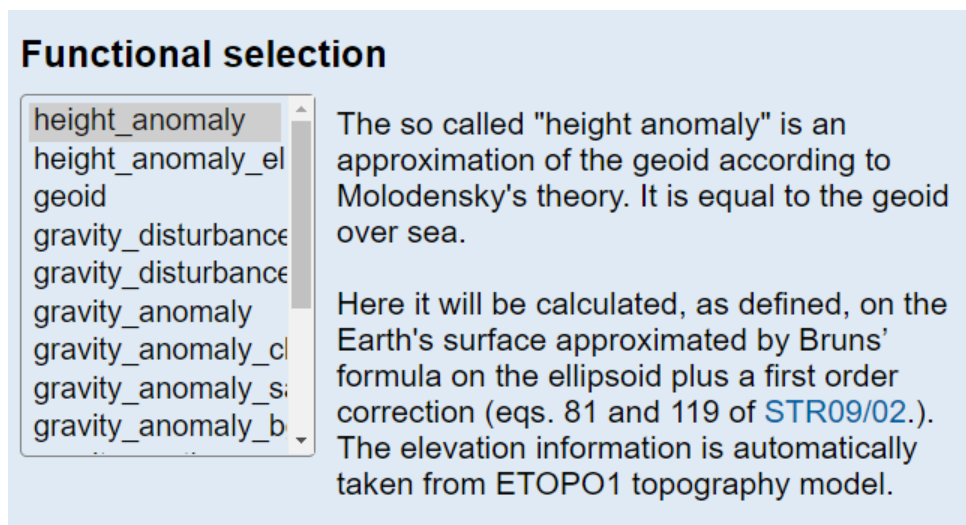 Functional selection
height_anomaly
height_anomaly_el
geoid
gravity_disturbance
gravity_disturbance
gravity_anomaly
gravity_anomaly_cl
gravity_anomaly_sa
gravity_anomaly_b
The so called "height anomaly" is an
approximation of the geoid according to
Molodensky's theory. It is equal to the geoid
over sea.
Here it will be calculated, as defined, on the
Earth's surface approximated by Bruns’
formula on the ellipsoid plus a first order
correction (eqs. 81 and 119 of STR09/02.).
The elevation information is automatically
taken from ETOPO1 topography model.